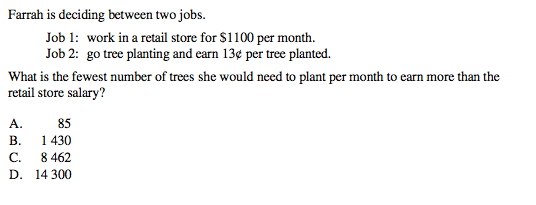 Farrah is deciding between two jobs.
Job 1: work in a retail store for $1100 per month.
Job 2: go tree planting and earn 13¢ per tree planted.
What is the fewest number of trees she would need to plant per month to earn more than the
retail store salary?
A. 85
B. 1 430
C. 8 462
D. 14 300